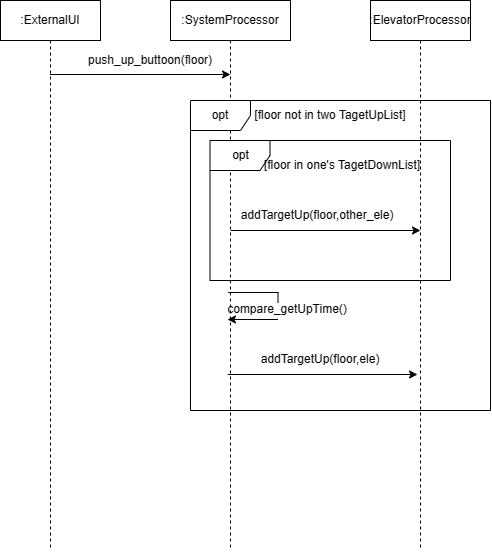 :ExternalUI
:SystemProcessor
:ElevatorProcessor
push_up_buttoon(floor)
opt
[floor not in two TagetUpList]
opt
[floor in one's TagetDownList]
addTargetUp(floor,other_ele)
compare_getUpTime()
addTargetUp(floor,ele)